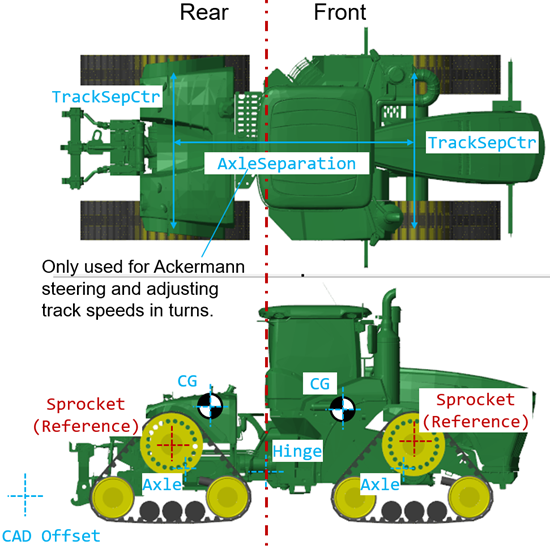 Rear
Front
TrackSepCtr
AxleSeparation
TrackSepCtr
Only used for Ackermann
steering and adjusting
track speeds in turns.
CG
CG
Sprocket
(Reference)
Sprocket
(Reference)
Hinge
Axle
Axle
CAD Offset